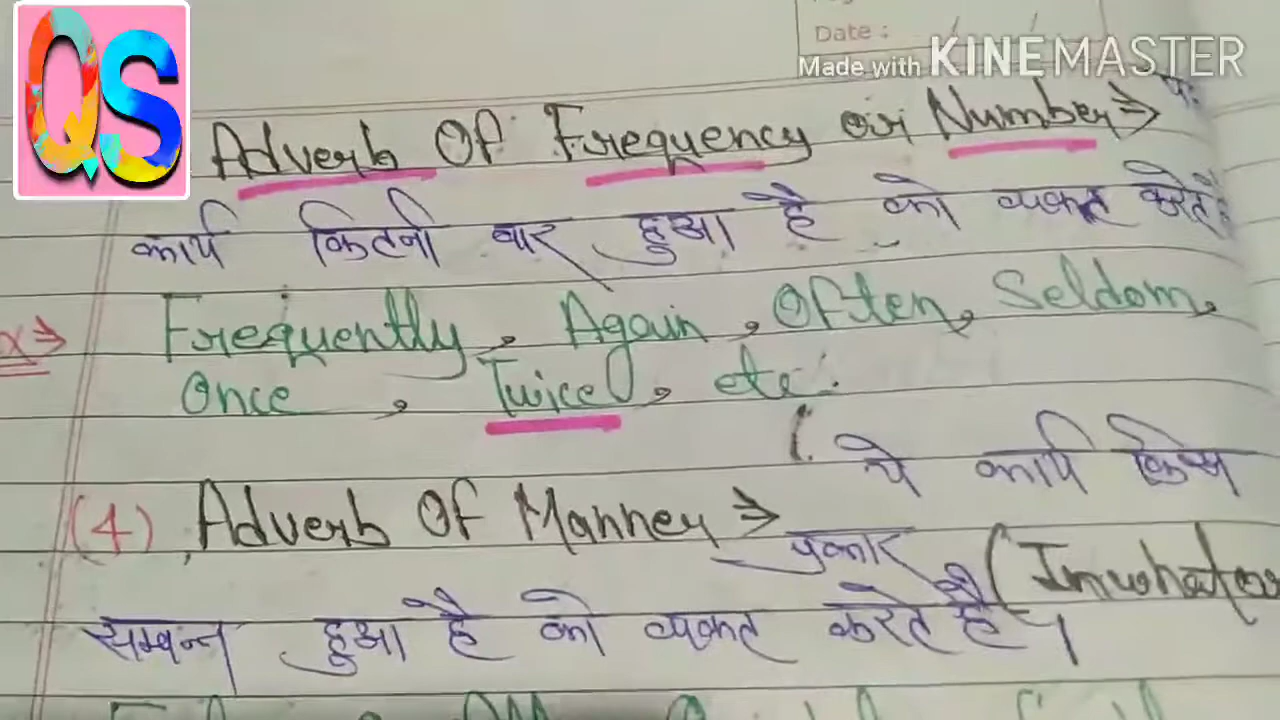 QS
Date :
Made with KINEMASTER
Adverb Of Frequency or Number ⇒
कार्य कितनी बार हुआ है को व्यक्त करते
Frequently, Again, Often, Seldom,
Once, Twice, etc.
( ये कार्य किस
(4) Adverb Of Manner ⇒ प्रकार से
सम्पन्न हुआ है को व्यक्त करते है।